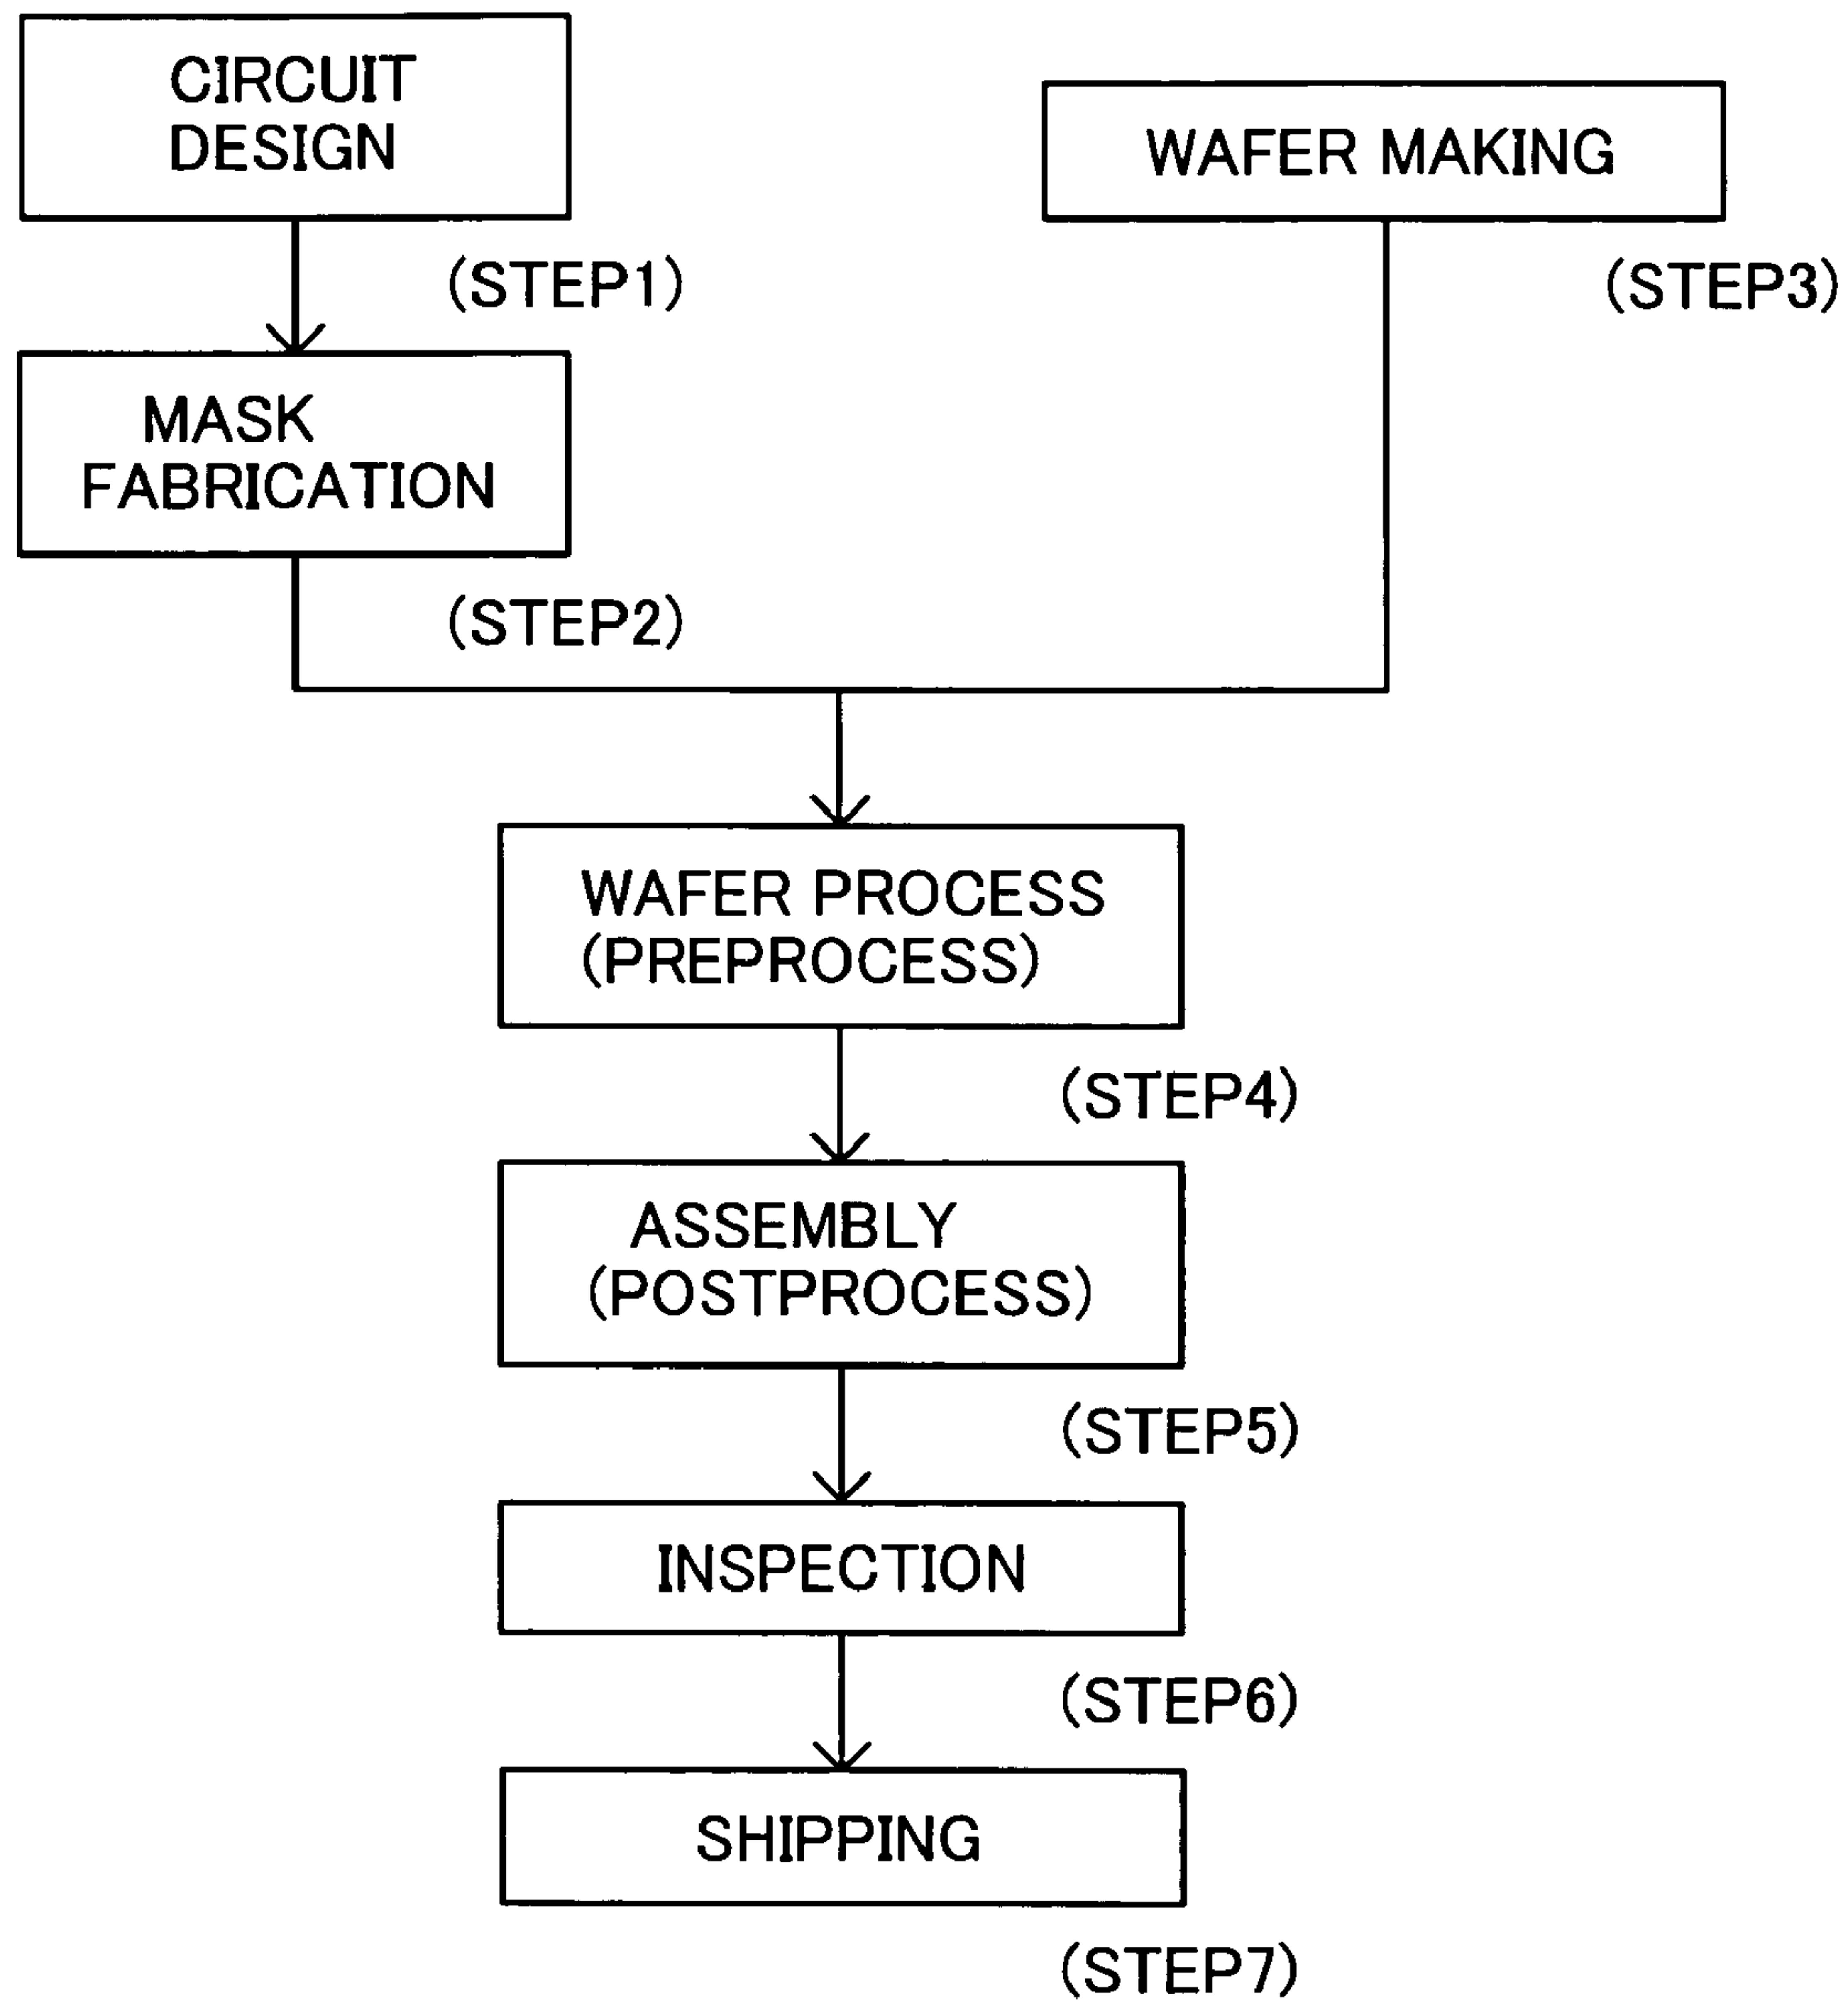 CIRCUIT
DESIGN
(STEP1)
MASK
FABRICATION
(STEP2)
WAFER MAKING
(STEP3)
WAFER PROCESS
(PREPROCESS)
(STEP4)
ASSEMBLY
(POSTPROCESS)
(STEP5)
INSPECTION
(STEP6)
SHIPPING
(STEP7)